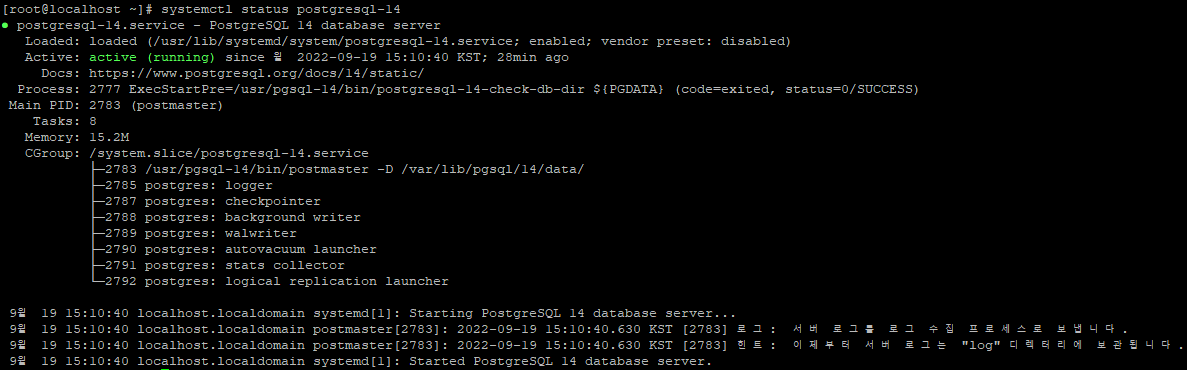 [root@localhost ~]# systemctl status postgresql-14
● postgresql-14.service - PostgreSQL 14 database server
   Loaded: loaded (/usr/lib/systemd/system/postgresql-14.service; enabled; vendor preset: disabled)
   Active: active (running) since 월 2022-09-19 15:10:40 KST; 28min ago
     Docs: https://www.postgresql.org/docs/14/static/
  Process: 2777 ExecStartPre=/usr/pgsql-14/bin/postgresql-14-check-db-dir ${PGDATA} (code=exited, status=0/SUCCESS)
 Main PID: 2783 (postmaster)
    Tasks: 8
   Memory: 15.2M
   CGroup: /system.slice/postgresql-14.service
           ├─2783 /usr/pgsql-14/bin/postmaster -D /var/lib/pgsql/14/data/
           ├─2785 postgres: logger
           ├─2787 postgres: checkpointer
           ├─2788 postgres: background writer
           ├─2789 postgres: walwriter
           ├─2790 postgres: autovacuum launcher
           ├─2791 postgres: stats collector
           └─2792 postgres: logical replication launcher
 9월 19 15:10:40 localhost.localdomain systemd[1]: Starting PostgreSQL 14 database server...
 9월 19 15:10:40 localhost.localdomain postmaster[2783]: 2022-09-19 15:10:40.630 KST [2783] 로그: 서버 로그를 로그 수집 프로세스로 보냅니다.
 9월 19 15:10:40 localhost.localdomain postmaster[2783]: 2022-09-19 15:10:40.630 KST [2783] 힌트: 이제부터 서버 로그는 "log" 디렉터리에 보관됩니다.
 9월 19 15:10:40 localhost.localdomain systemd[1]: Started PostgreSQL 14 database server.